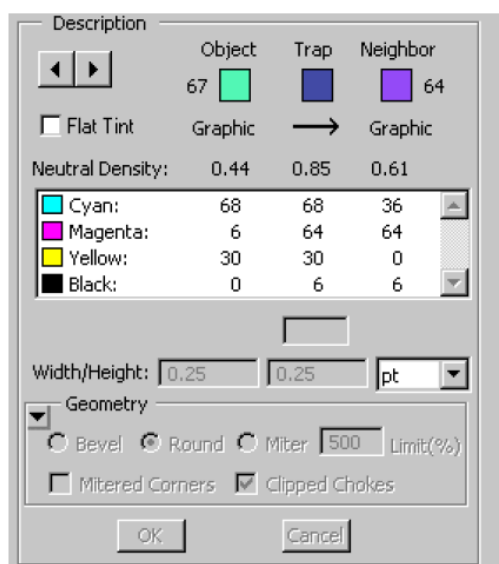 Description
Object Trap Neighbor
67 64
Flat Tint Graphic Graphic
Neutral Density: 0.44 0.85 0.61
Cyan: 68 68 36
Magenta: 6 64 64
Yellow: 30 30 0
Black: 0 6 6
Width/Height: 0.25 0.25 pt
Geometry
Bevel Round Miter 500 Limit(%)
Mitered Corners Clipped Chokes
OK Cancel